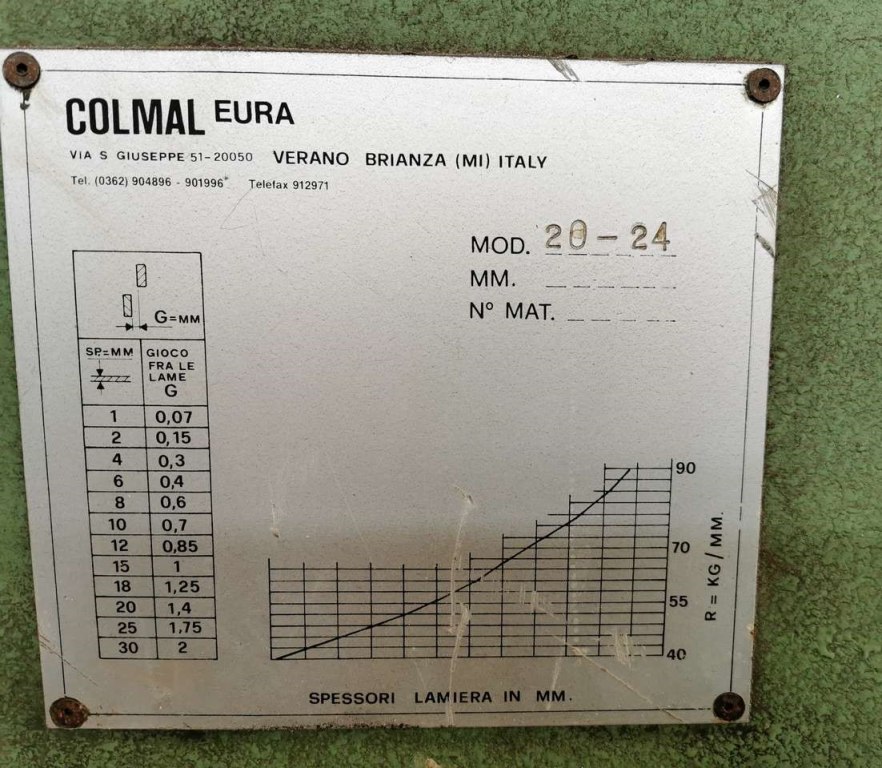 COLMAL EURA
VIA S GIUSEPPE 51-20050 VERANO BRIANZA (MI) ITALY
Tel. (0362) 904896 - 901996* Telefax 912971
MOD. 20-24
MM.
N° MAT.
G=MM
SP.=MM GIOCO FRA LE LAME G
1 0,07
2 0,15
4 0,3
6 0,4
8 0,6
10 0,7
12 0,85
15 1
18 1,25
20 1,4
25 1,75
30 2
90
70
55
40
R = KG/MM.
SPESSORI LAMIERA IN MM.